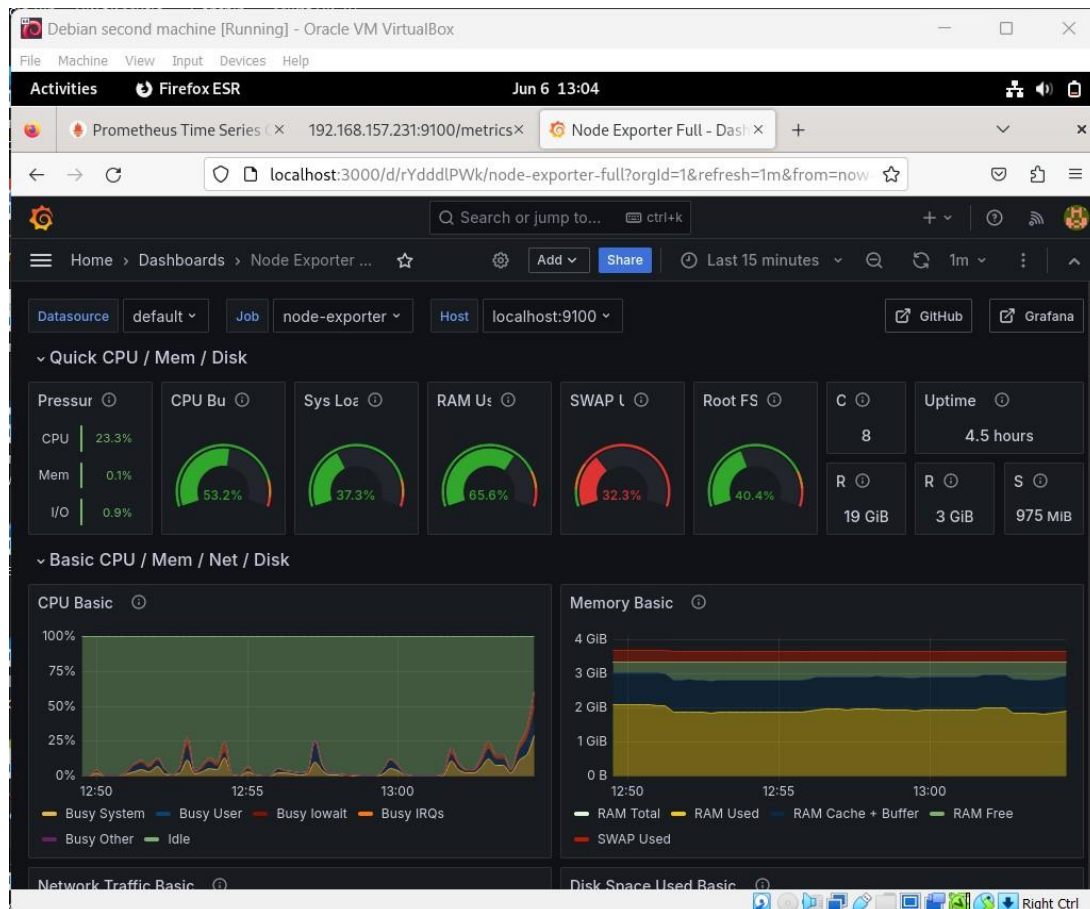 Debian second machine [Running] - Oracle VM VirtualBox
File Machine View Input Devices Help
Activities Firefox ESR Jun 6 13:04
Prometheus Time Series ( × 192.168.157.231:9100/metrics × Node Exporter Full - Dash × +
localhost:3000/d/rYdddlPWk/node-exporter-full?orgId=1&refresh=1m&from=now-
Search or jump to... ctrl+k
Home › Dashboards › Node Exporter ... Add Share Last 15 minutes 1m
Datasource default Job node-exporter Host localhost:9100 GitHub Grafana
Quick CPU / Mem / Disk
Pressur CPU Bu Sys Loa RAM Us SWAP U Root FS C Uptime
CPU 23.3% 8 4.5 hours
Mem 0.1% R R S
53.2% 37.3% 65.6% 32.3% 40.4%
I/O 0.9% 19 GiB 3 GiB 975 MiB
Basic CPU / Mem / Net / Disk
CPU Basic
100%
75%
50%
25%
0%
12:50 12:55 13:00
Busy System Busy User Busy Iowait Busy IRQs
Busy Other Idle
Memory Basic
4 GiB
3 GiB
2 GiB
1 GiB
0 B
12:50 12:55 13:00
RAM Total RAM Used RAM Cache + Buffer RAM Free
SWAP Used
Network Traffic Basic Disk Space Used Basic
Right Ctrl